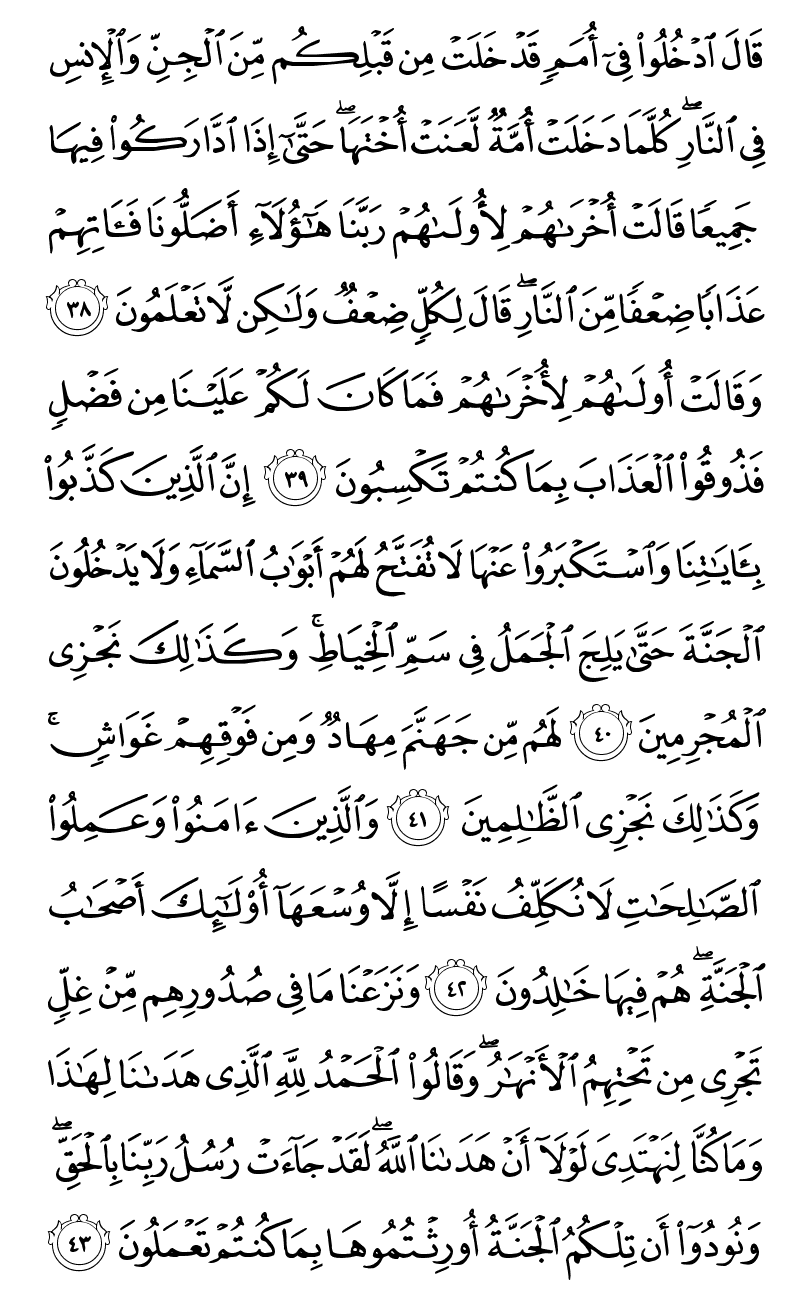 قَالَ ٱدْخُلُوا۟ فِىٓ أُمَمٍ قَدْ خَلَتْ مِن قَبْلِكُم مِّنَ ٱلْجِنِّ وَٱلْإِنسِ
فِى ٱلنَّارِ ۖ كُلَّمَا دَخَلَتْ أُمَّةٌ لَّعَنَتْ أُخْتَهَا ۖ حَتَّىٰٓ إِذَا ٱدَّارَكُوا۟ فِيهَا
جَمِيعًا قَالَتْ أُخْرَىٰهُمْ لِأُولَىٰهُمْ رَبَّنَا هَٰٓؤُلَآءِ أَضَلُّونَا فَـَٔاتِهِمْ
عَذَابًا ضِعْفًا مِّنَ ٱلنَّارِ ۖ قَالَ لِكُلٍّ ضِعْفٌ وَلَٰكِن لَّا تَعْلَمُونَ ٣٨
وَقَالَتْ أُولَىٰهُمْ لِأُخْرَىٰهُمْ فَمَا كَانَ لَكُمْ عَلَيْنَا مِن فَضْلٍ
فَذُوقُوا۟ ٱلْعَذَابَ بِمَا كُنتُمْ تَكْسِبُونَ ٣٩ إِنَّ ٱلَّذِينَ كَذَّبُوا۟
بِـَٔايَٰتِنَا وَٱسْتَكْبَرُوا۟ عَنْهَا لَا تُفَتَّحُ لَهُمْ أَبْوَٰبُ ٱلسَّمَآءِ وَلَا يَدْخُلُونَ
ٱلْجَنَّةَ حَتَّىٰ يَلِجَ ٱلْجَمَلُ فِى سَمِّ ٱلْخِيَاطِ ۚ وَكَذَٰلِكَ نَجْزِى
ٱلْمُجْرِمِينَ ٤٠ لَهُم مِّن جَهَنَّمَ مِهَادٌ وَمِن فَوْقِهِمْ غَوَاشٍ ۚ
وَكَذَٰلِكَ نَجْزِى ٱلظَّٰلِمِينَ ٤١ وَٱلَّذِينَ ءَامَنُوا۟ وَعَمِلُوا۟
ٱلصَّٰلِحَٰتِ لَا نُكَلِّفُ نَفْسًا إِلَّا وُسْعَهَآ أُو۟لَٰٓئِكَ أَصْحَٰبُ
ٱلْجَنَّةِ ۖ هُمْ فِيهَا خَٰلِدُونَ ٤٢ وَنَزَعْنَا مَا فِى صُدُورِهِم مِّنْ غِلٍّ
تَجْرِى مِن تَحْتِهِمُ ٱلْأَنْهَٰرُ ۖ وَقَالُوا۟ ٱلْحَمْدُ لِلَّهِ ٱلَّذِى هَدَىٰنَا لِهَٰذَا
وَمَا كُنَّا لِنَهْتَدِىَ لَوْلَآ أَنْ هَدَىٰنَا ٱللَّهُ ۖ لَقَدْ جَآءَتْ رُسُلُ رَبِّنَا بِٱلْحَقِّ ۖ
وَنُودُوٓا۟ أَن تِلْكُمُ ٱلْجَنَّةُ أُورِثْتُمُوهَا بِمَا كُنتُمْ تَعْمَلُونَ ٤٣